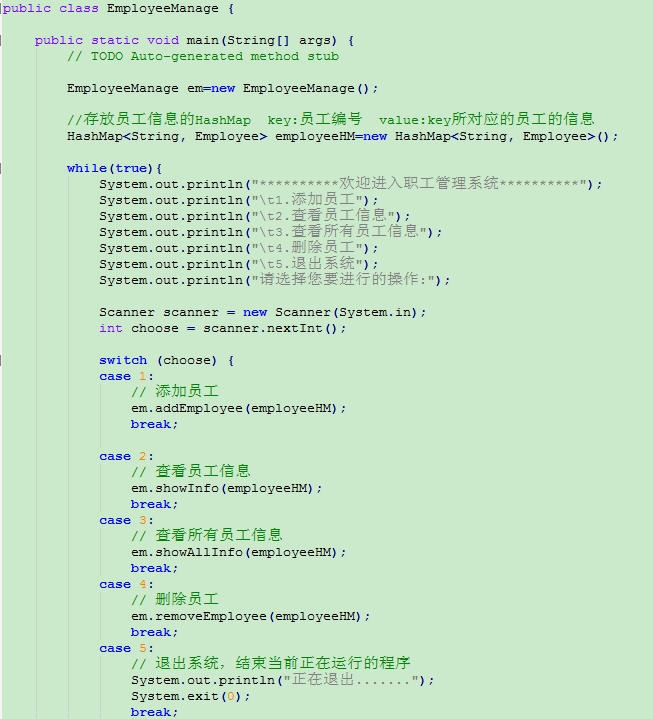 public class EmployeeManage {
public static void main(String[] args) {
// TODO Auto-generated method stub
EmployeeManage em=new EmployeeManage();
//存放员工信息的HashMap  key:员工编号  value:key所对应的员工的信息
HashMap<String, Employee> employeeHM=new HashMap<String, Employee>();
while(true){
System.out.println("**********欢迎进入职工管理系统**********");
System.out.println("\t1.添加员工");
System.out.println("\t2.查看员工信息");
System.out.println("\t3.查看所有员工信息");
System.out.println("\t4.删除员工");
System.out.println("\t5.退出系统");
System.out.println("请选择您要进行的操作:");
Scanner scanner = new Scanner(System.in);
int choose = scanner.nextInt();
switch (choose) {
case 1:
// 添加员工
em.addEmployee(employeeHM);
break;
case 2:
// 查看员工信息
em.showInfo(employeeHM);
break;
case 3:
// 查看所有员工信息
em.showAllInfo(employeeHM);
break;
case 4:
// 删除员工
em.removeEmployee(employeeHM);
break;
case 5:
// 退出系统，结束当前正在运行的程序
System.out.println("正在退出.......");
System.exit(0);
break;